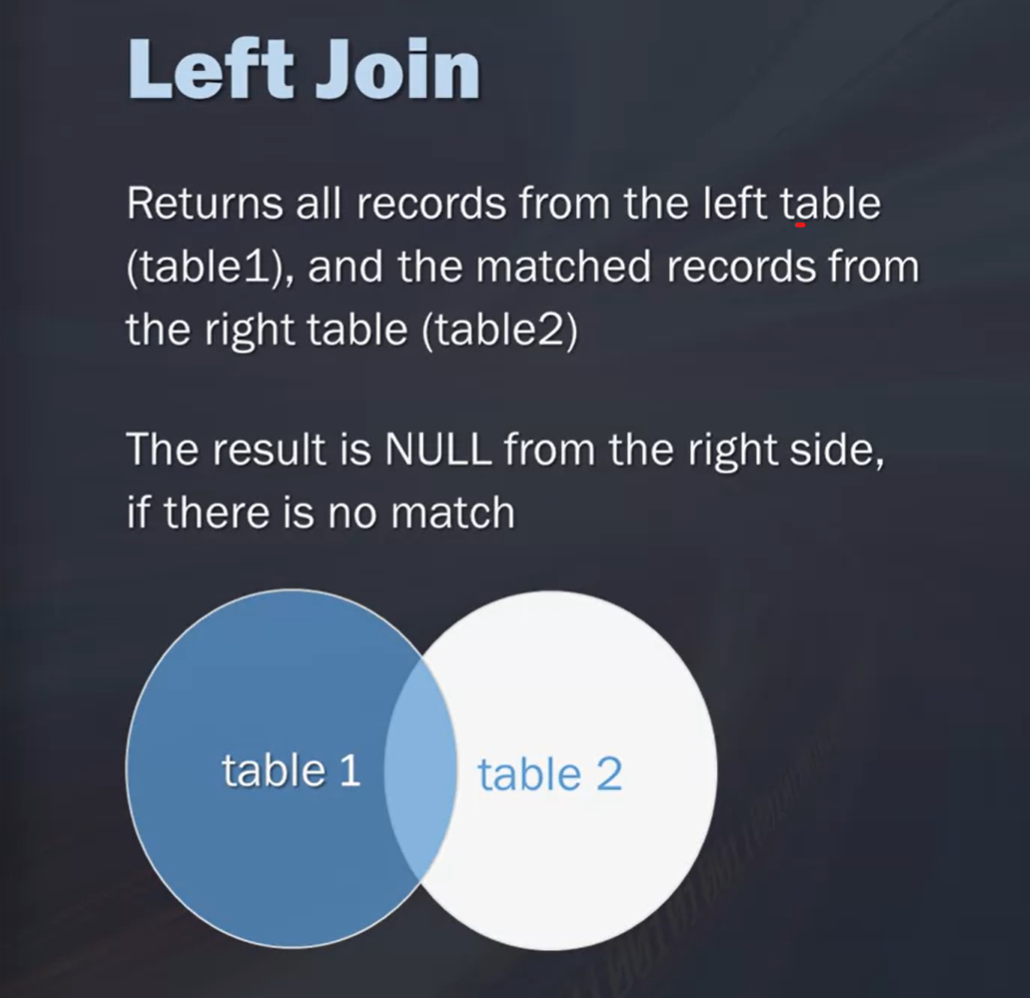 Left Join
Returns all records from the left table
(table1), and the matched records from
the right table (table2)
The result is NULL from the right side,
if there is no match
table 1
table 2